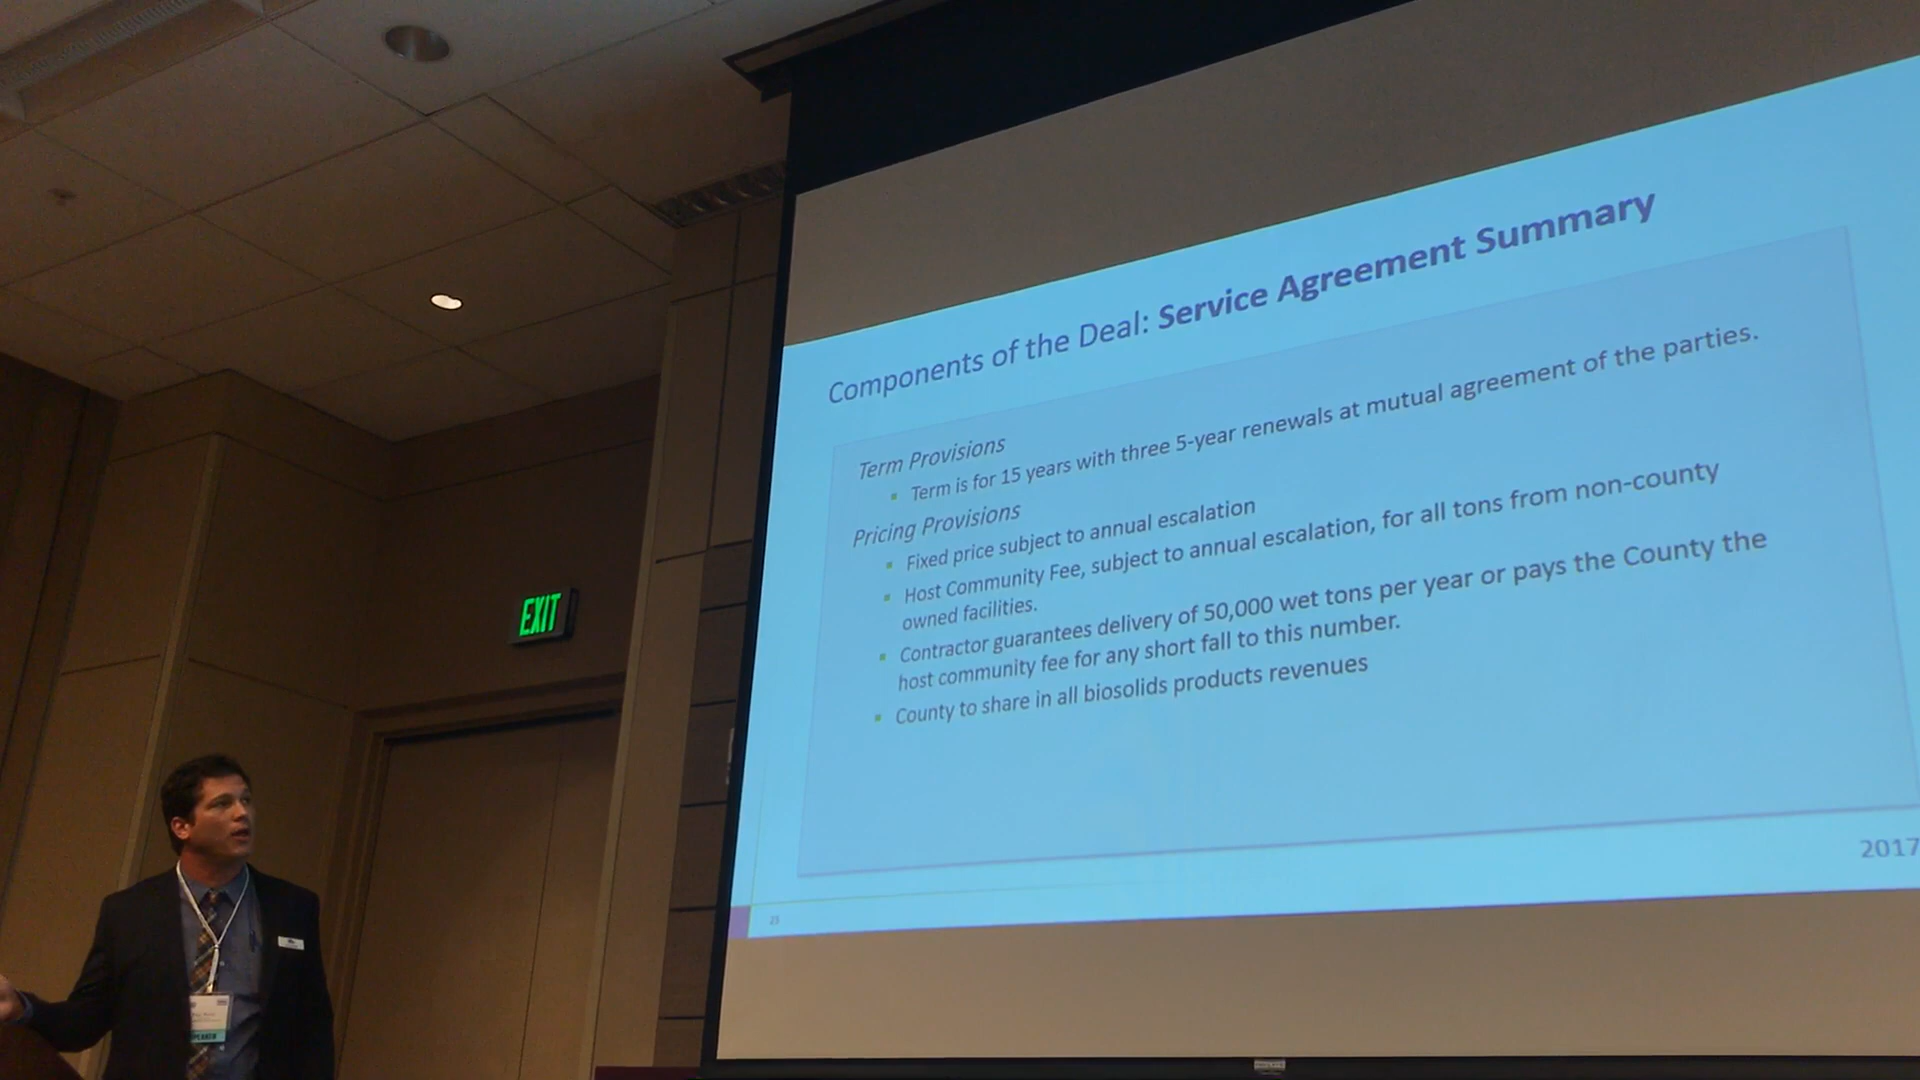 Components of the Deal: Service Agreement Summary
Term Provisions
Term is for 15 years with three 5-year renewals at mutual agreement of the parties.
Pricing Provisions
Fixed price subject to annual escalation
Host Community Fee, subject to annual escalation, for all tons from non-county
owned facilities.
Contractor guarantees delivery of 50,000 wet tons per year or pays the County the
host community fee for any short fall to this number.
County to share in all biosolids products revenues
2017
EXIT
SPEAKER